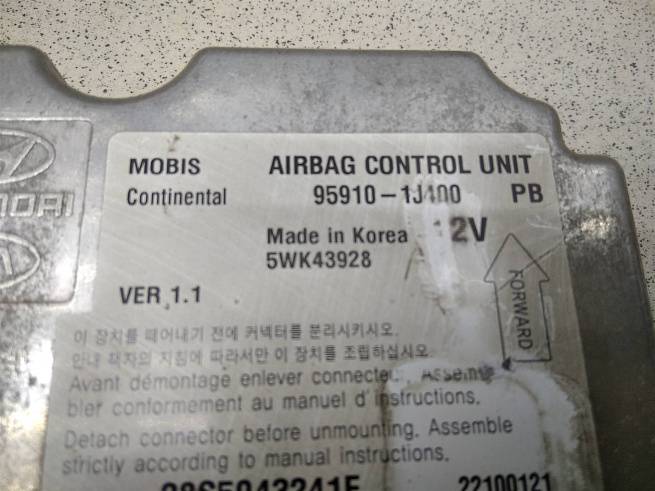 MOBIS AIRBAG CONTROL UNIT
Continental 95910-1J400 PB
Made in Korea 12V
5WK43928
VER 1.1
FORWARD
이 장치를 떼어내기 전에 커넥터를 분리시키시오.
안내 책자의 지침에 따라서만 이 장치를 조립하십시오.
Avant démontage enlever connecteur. Assem-
bler conformement au manuel d'instructions.
Detach connector before unmounting. Assemble
strictly according to manual instructions.
22100121